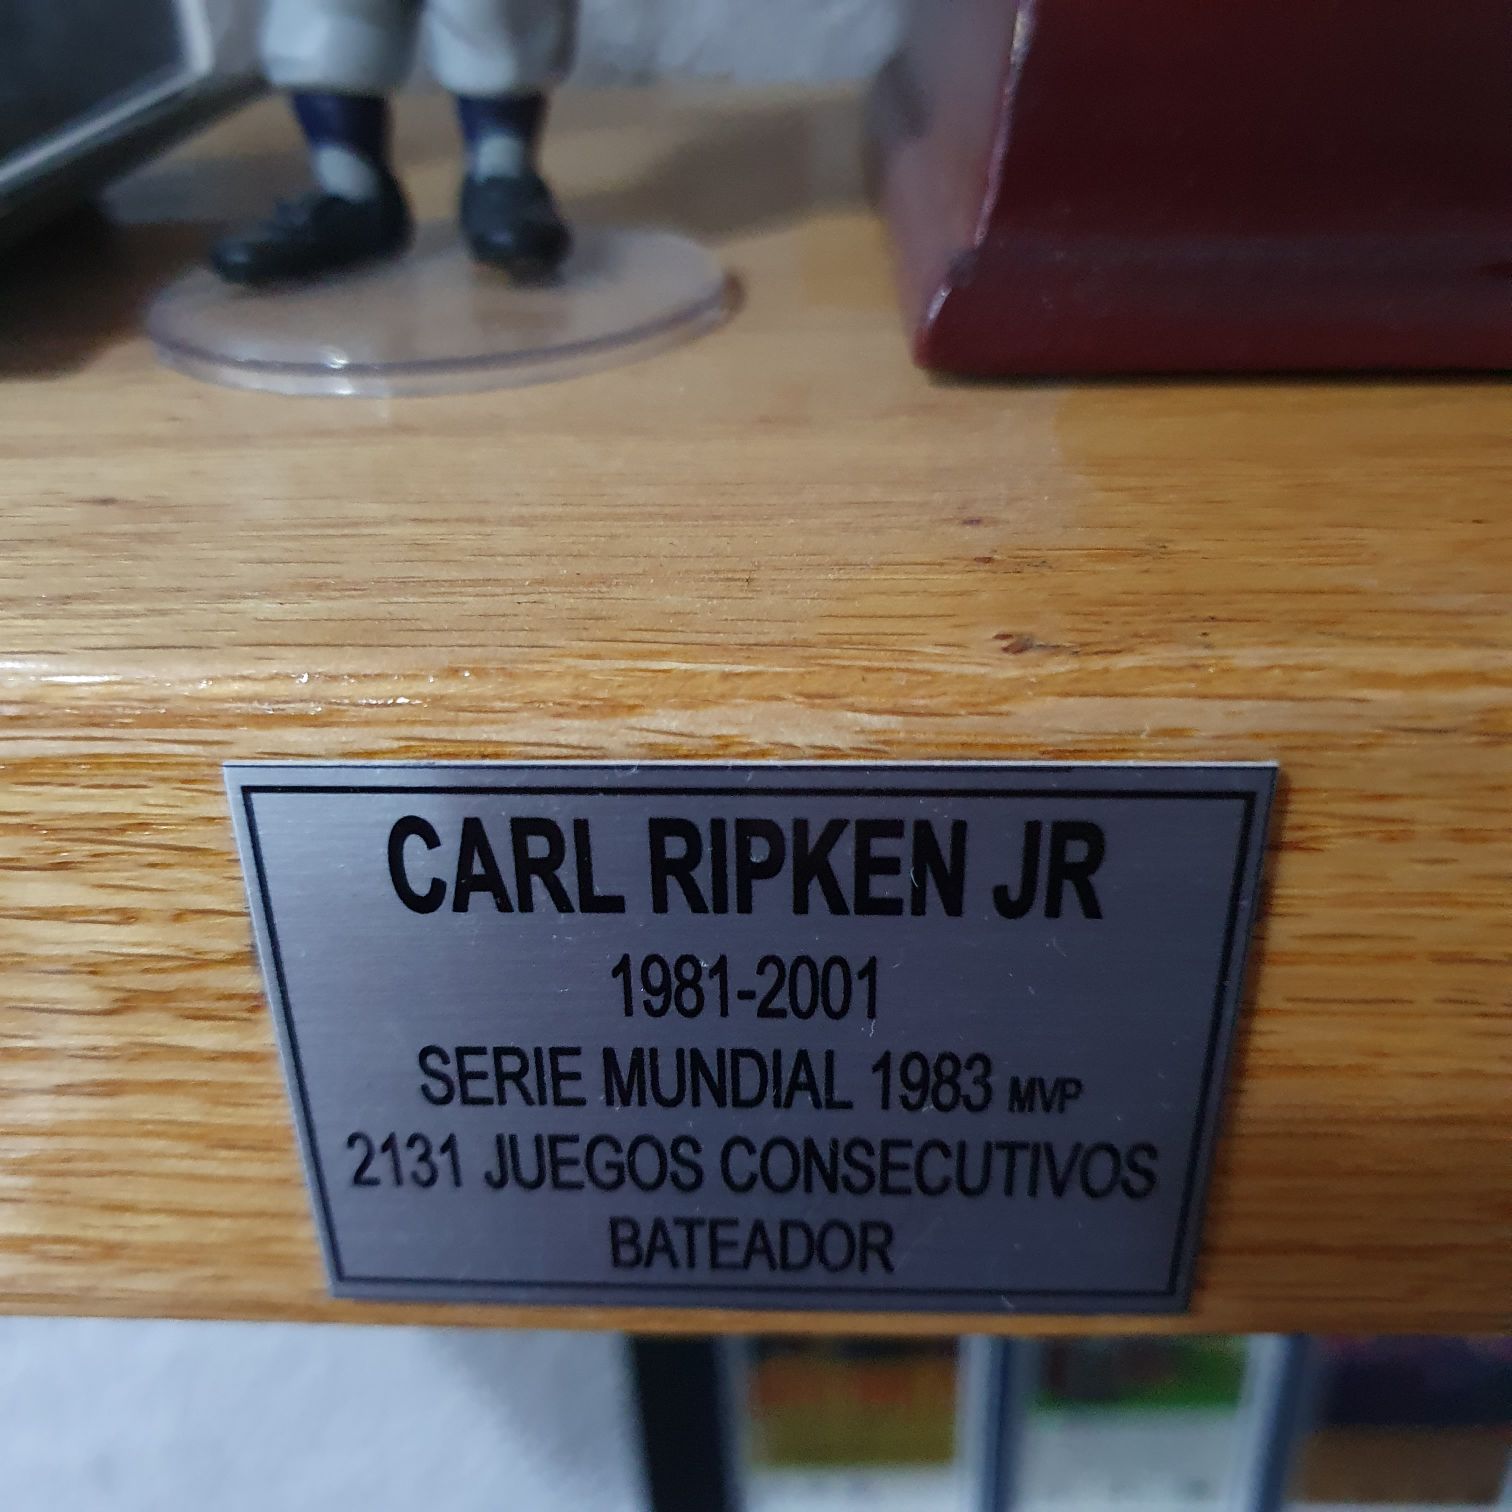 CARL RIPKEN JR
1981-2001
SERIE MUNDIAL 1983 MVP
2131 JUEGOS CONSECUTIVOS
BATEADOR